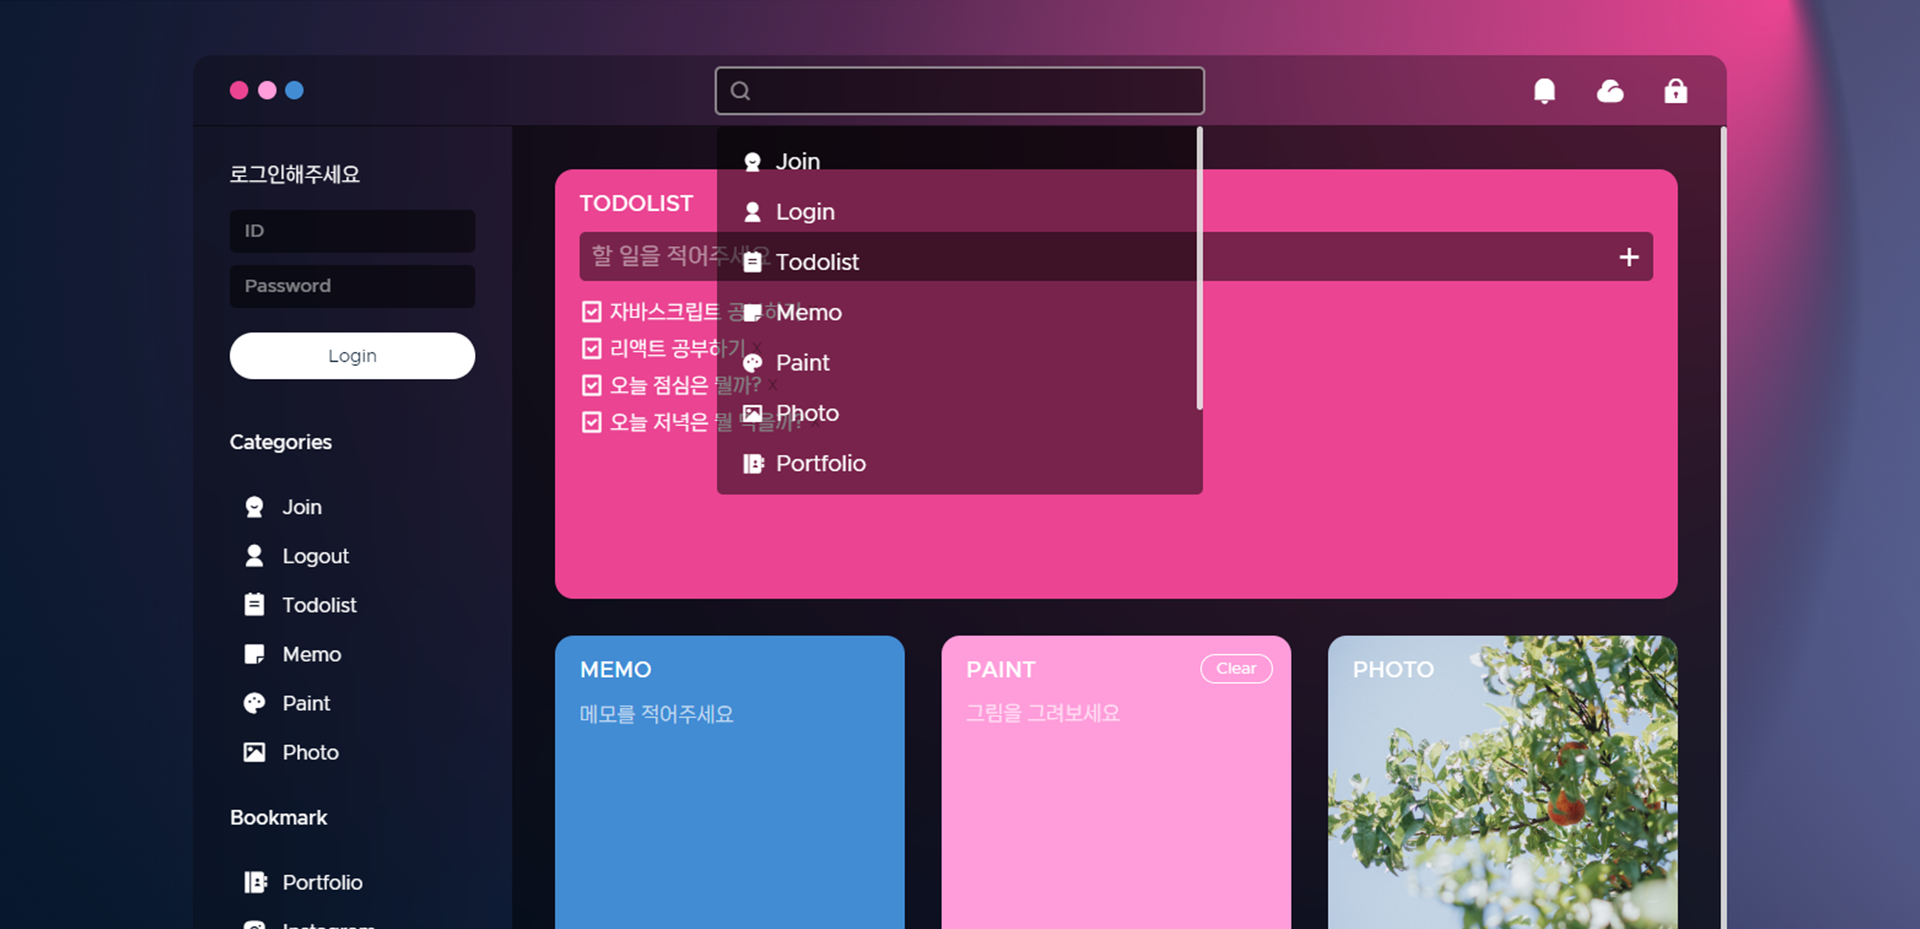 로그인해주세요
ID
Password
Login
Categories
Join
Logout
Todolist
Memo
Paint
Photo
Bookmark
Portfolio
Instagram
Join
Login
Todolist
Memo
Paint
Photo
Portfolio
TODOLIST
할 일을 적어주세요
자바스크립트 공부하기
리액트 공부하기 x
오늘 점심은 뭘까? x
오늘 저녁은 뭘 먹을까? x
MEMO
메모를 적어주세요
PAINT
Clear
그림을 그려보세요
PHOTO